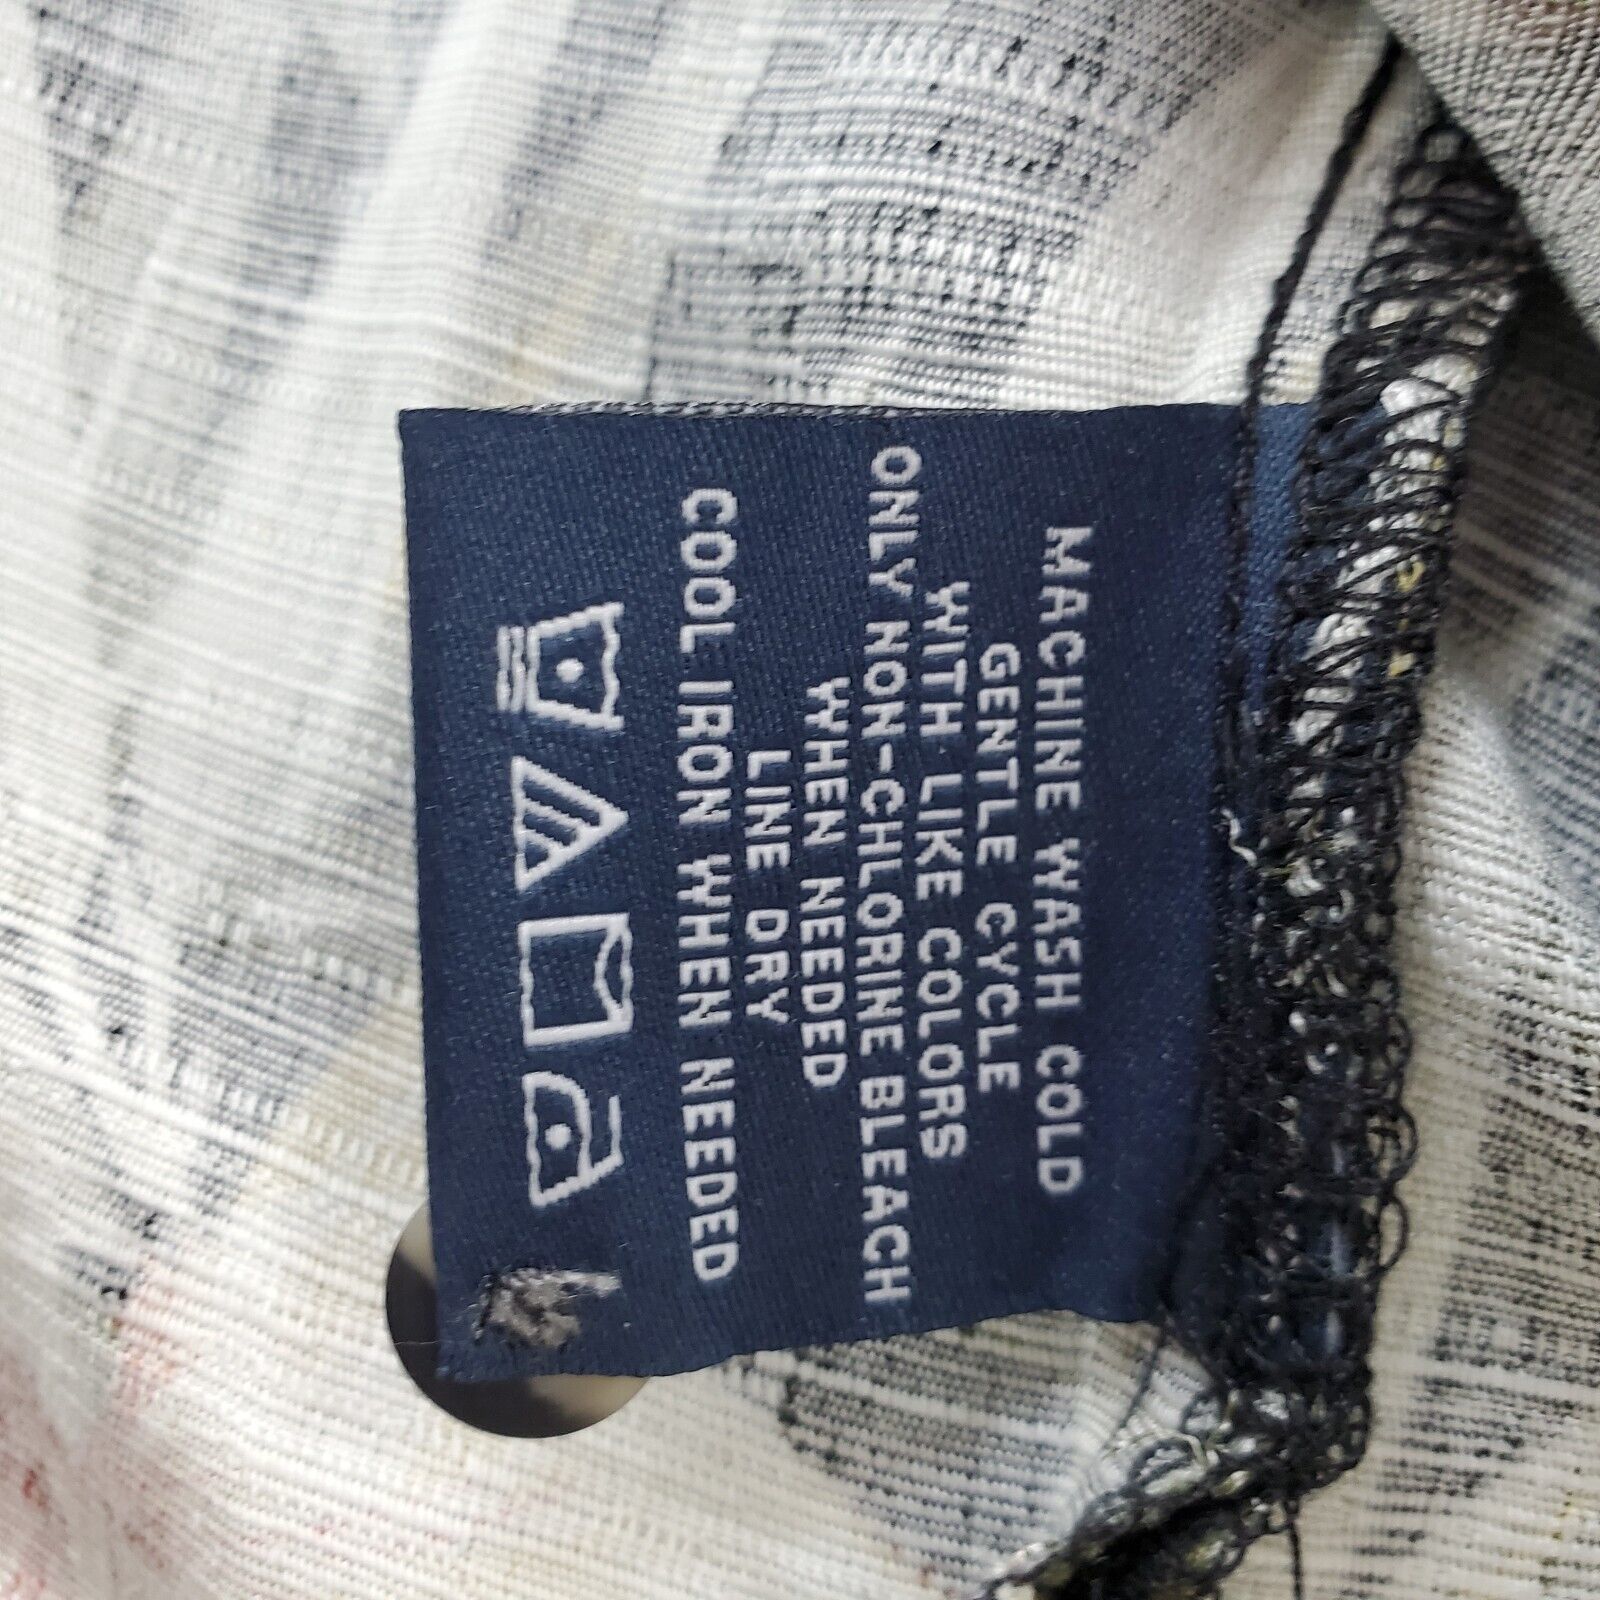 MACHINE WASH COLD
GENTLE CYCLE
WITH LIKE COLORS
ONLY NON-CHLORINE BLEACH
WHEN NEEDED
LINE DRY
COOL IRON WHEN NEEDED